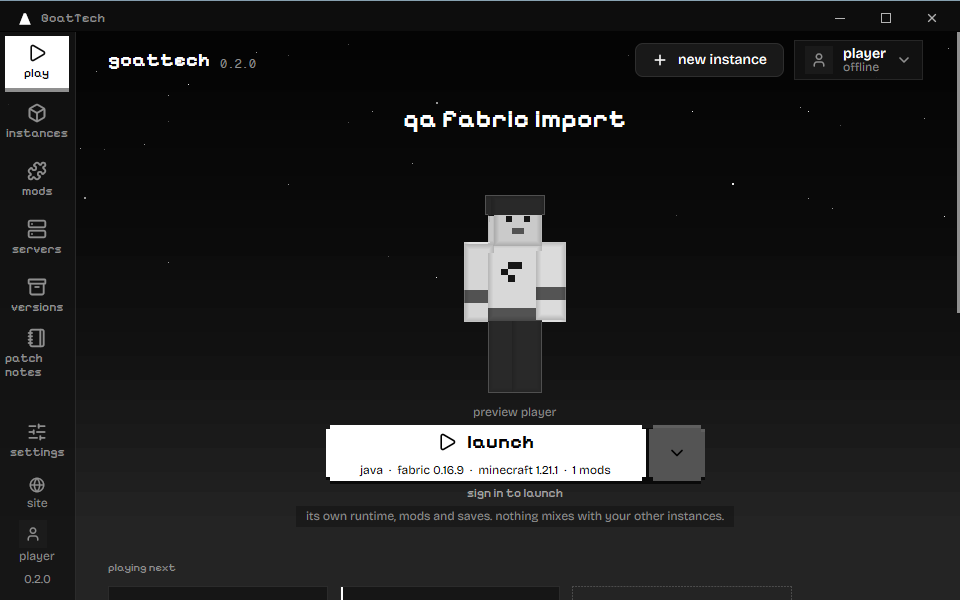 GoatTech
play
instances
mods
servers
versions
patch
notes
settings
site
player
0.2.0
goattech 0.2.0
new instance
player
offline
qa fabric import
preview player
launch
java · fabric 0.16.9 · minecraft 1.21.1 · 1 mods
sign in to launch
its own runtime, mods and saves. nothing mixes with your other instances.
playing next